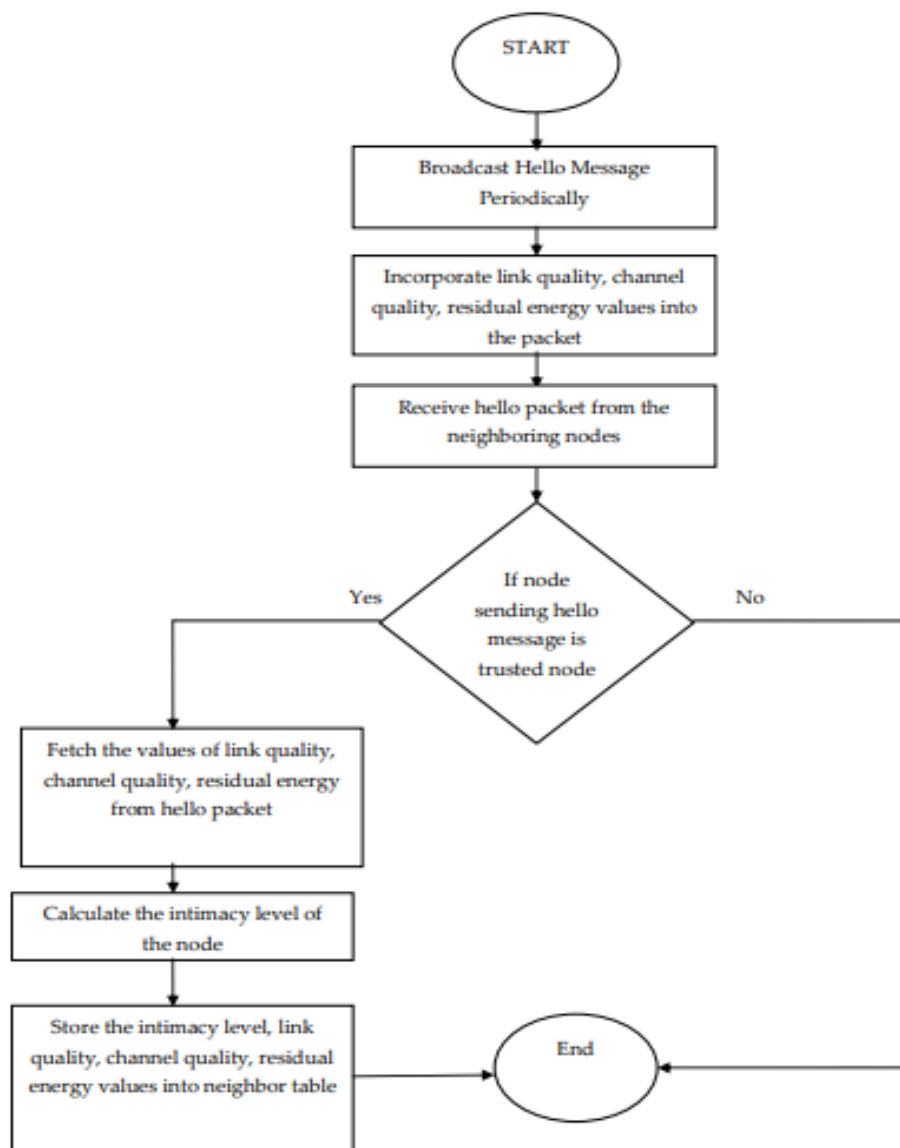 START
Broadcast Hello Message
Periodically
Incorporate link quality, channel
quality, residual energy values into
the packet
Receive hello packet from the
neighboring nodes
If node
sending hello
message is
trusted node
Yes
No
Fetch the values of link quality,
channel quality, residual energy
from hello packet
Calculate the intimacy level of
the node
Store the intimacy level, link
quality, channel quality, residual
energy values into neighbor table
End